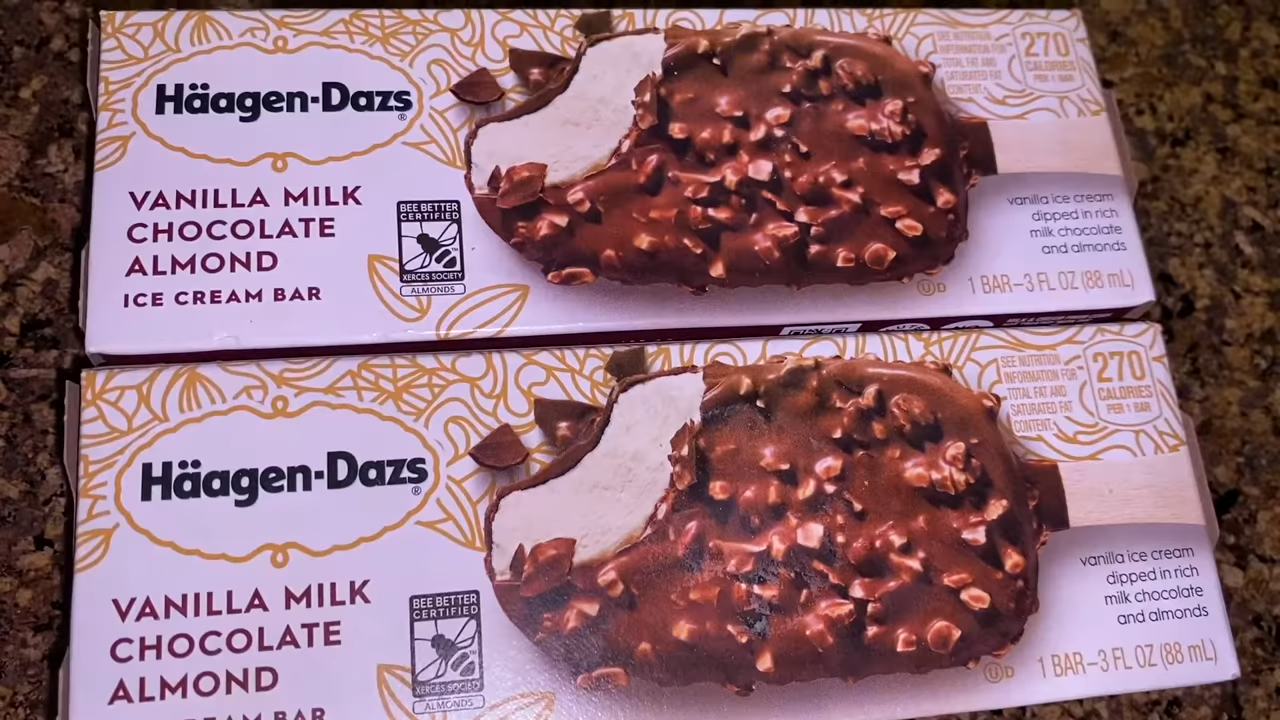 Häagen-Dazs®
VANILLA MILK
CHOCOLATE
ALMOND
ICE CREAM BAR
BEE BETTER
CERTIFIED
™
XERCES SOCIETY
ALMONDS
SEE NUTRITION
INFORMATION FOR
TOTAL FAT AND
SATURATED FAT
CONTENT.
270
CALORIES
PER 1 BAR
vanilla ice cream
dipped in rich
milk chocolate
and almonds
U D 1 BAR–3 FL OZ (88 mL)
Häagen-Dazs®
VANILLA MILK
CHOCOLATE
ALMOND
CREAM BAR
BEE BETTER
CERTIFIED
™
XERCES SOCIETY
ALMONDS
SEE NUTRITION
INFORMATION FOR
TOTAL FAT AND
SATURATED FAT
CONTENT.
270
CALORIES
PER 1 BAR
vanilla ice cream
dipped in rich
milk chocolate
and almonds
U D 1 BAR–3 FL OZ (88 mL)